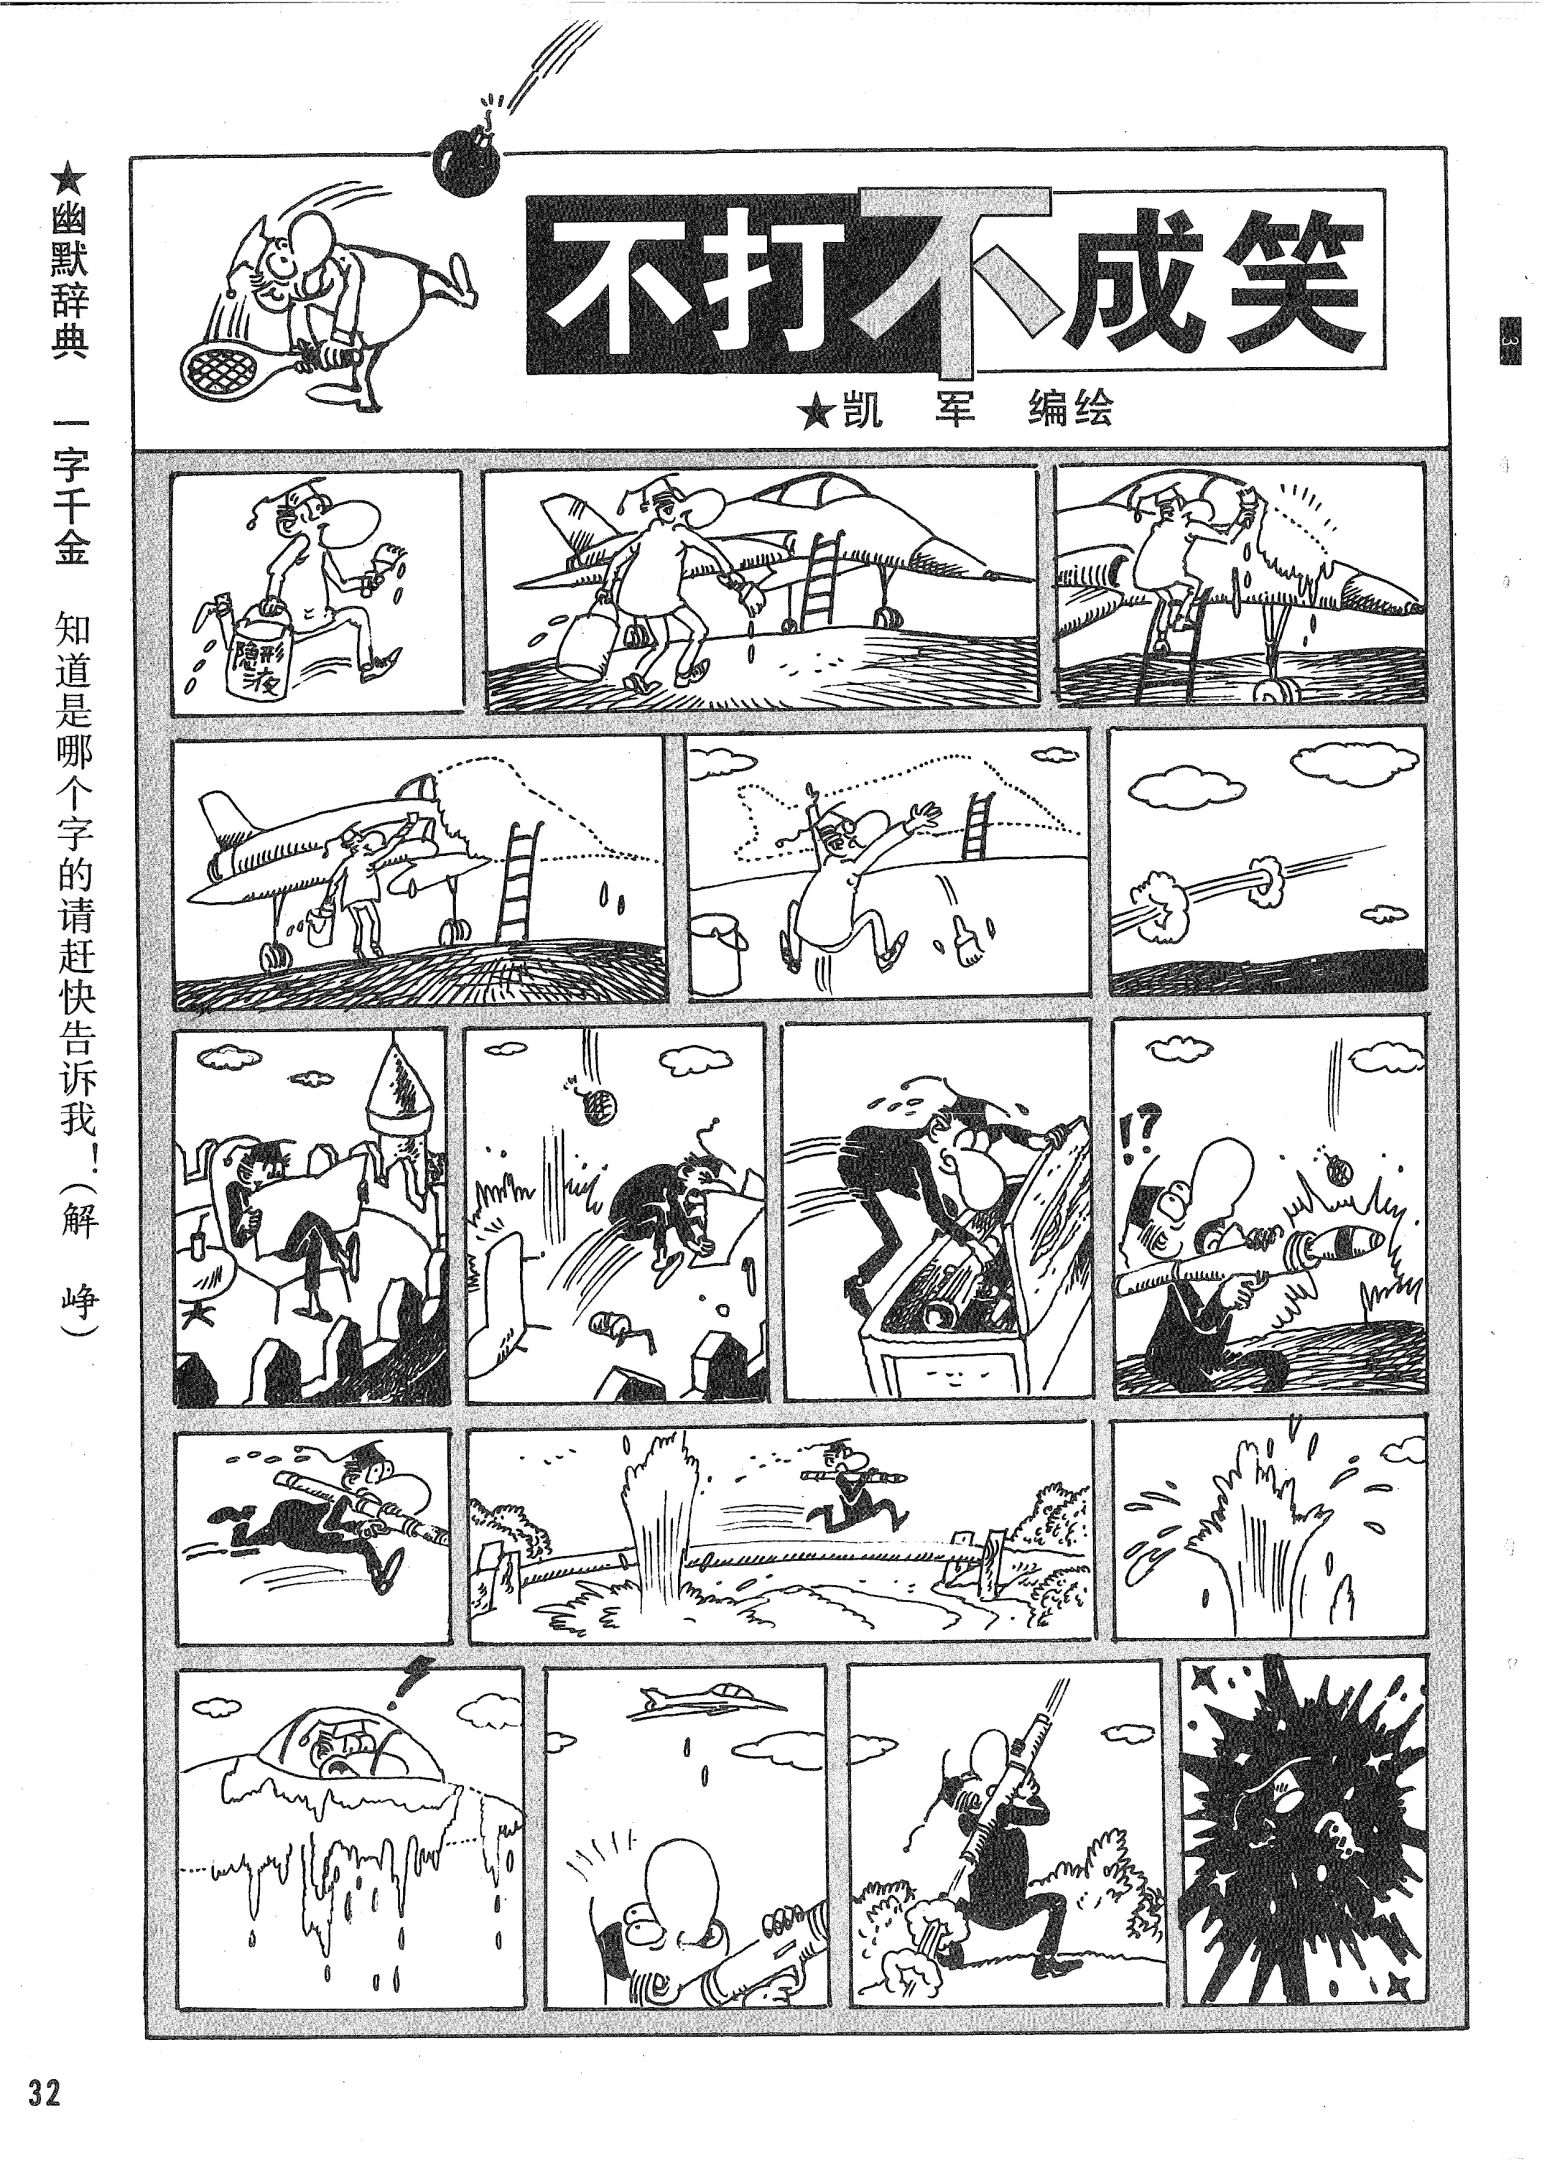 不打不成笑
★凯 军 编绘
隐形
液
!?
!
★幽默辞典 一字千金 知道是哪个字的请赶快告诉我！（解 峥）
32